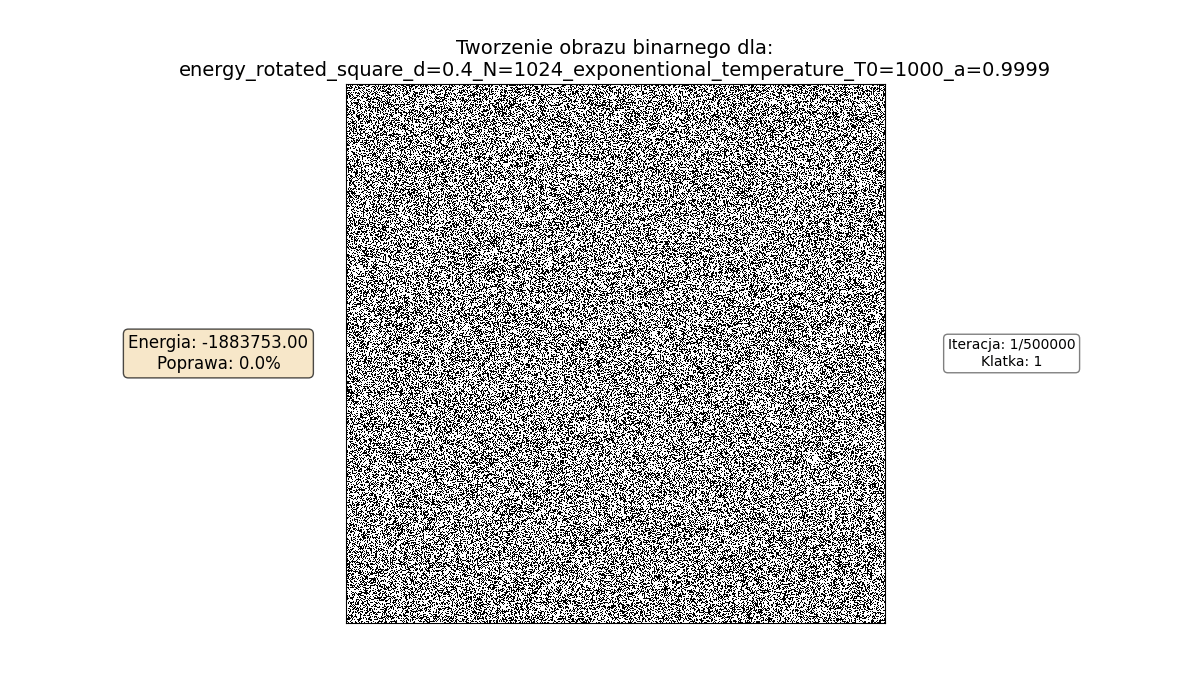 Tworzenie obrazu binarnego dla:
energy_rotated_square_d=0.4_N=1024_exponentional_temperature_T0=1000_a=0.9999
Energia: -1883753.00
Poprawa: 0.0%
Iteracja: 1/500000
Klatka: 1